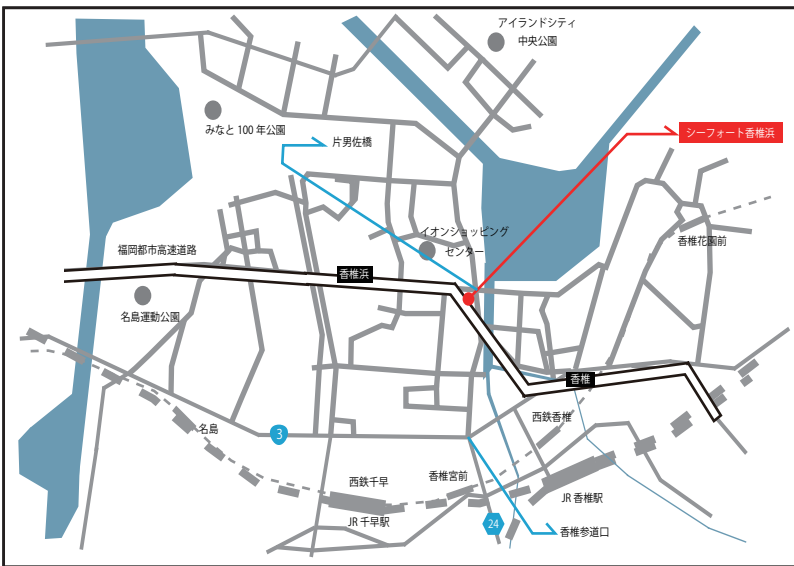 アイランドシティ
中央公園
みなと 100 年公園
片男佐橋
シーフォート香椎浜
イオンショッピング
センター
香椎花園前
福岡都市高速道路
香椎浜
名島運動公園
香椎
西鉄香椎
名島
3
西鉄千早
香椎宮前
JR 香椎駅
JR 千早駅
24
香椎参道口